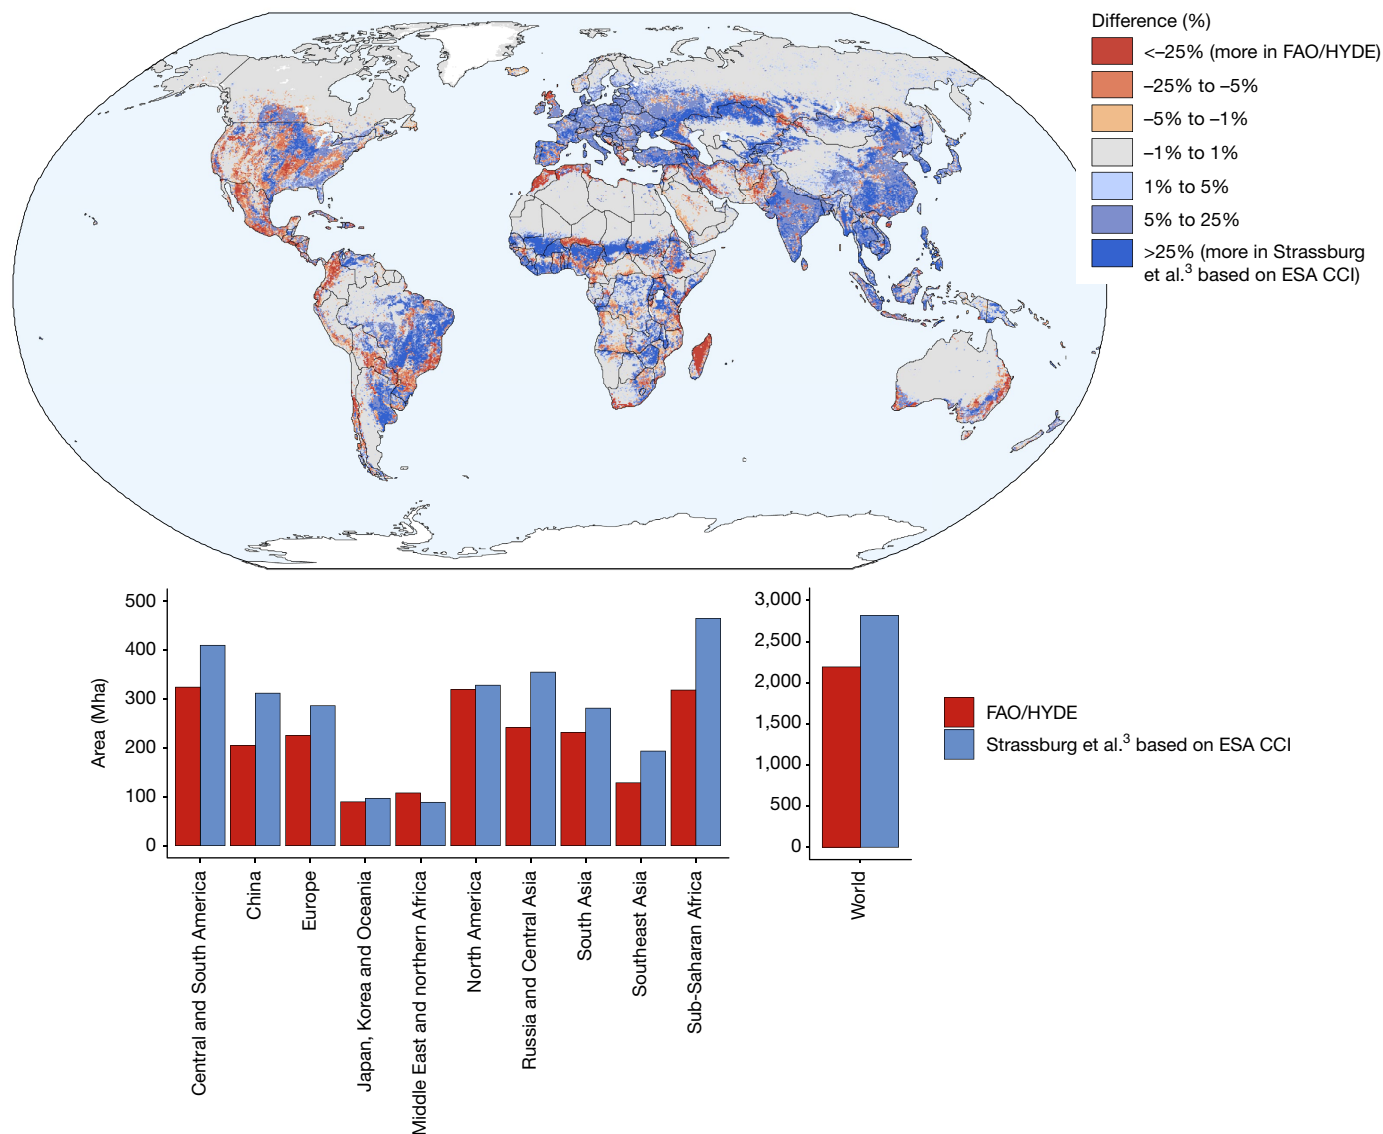 Difference (%)
<–25% (more in FAO/HYDE)
–25% to –5%
–5% to –1%
–1% to 1%
1% to 5%
5% to 25%
>25% (more in Strassburg
et al.³ based on ESA CCI)
Area (Mha)
500
400
300
200
100
0
Central and South America
China
Europe
Japan, Korea and Oceania
Middle East and northern Africa
North America
Russia and Central Asia
South Asia
Southeast Asia
Sub-Saharan Africa
3,000
2,500
2,000
1,500
1,000
500
0
World
FAO/HYDE
Strassburg et al.³ based on ESA CCI